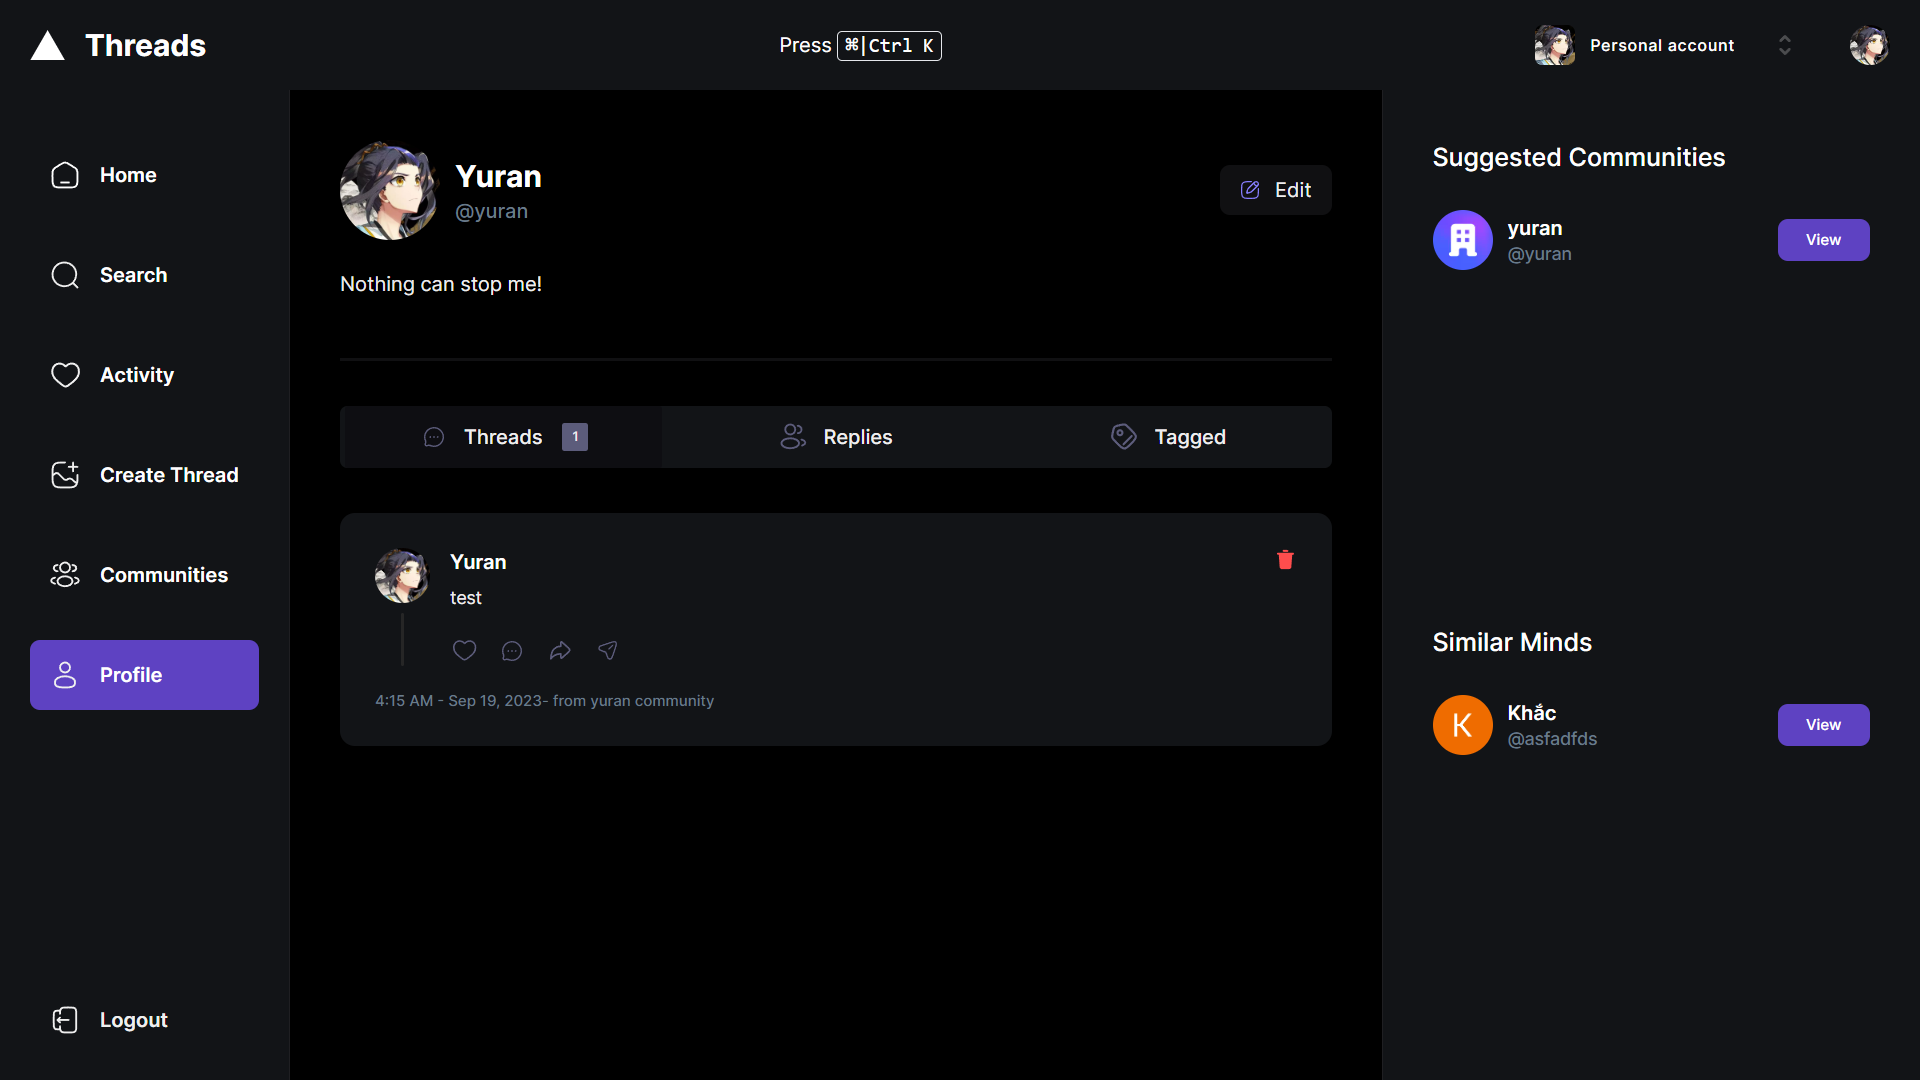 Threads
Press ⌘|Ctrl K
Personal account
Home
Search
Activity
Create Thread
Communities
Profile
Logout
Yuran
@yuran
Edit
Nothing can stop me!
Threads 1
Replies
Tagged
Yuran
test
4:15 AM - Sep 19, 2023- from yuran community
Suggested Communities
yuran
@yuran
View
Similar Minds
K
Khắc
@asfadfds
View